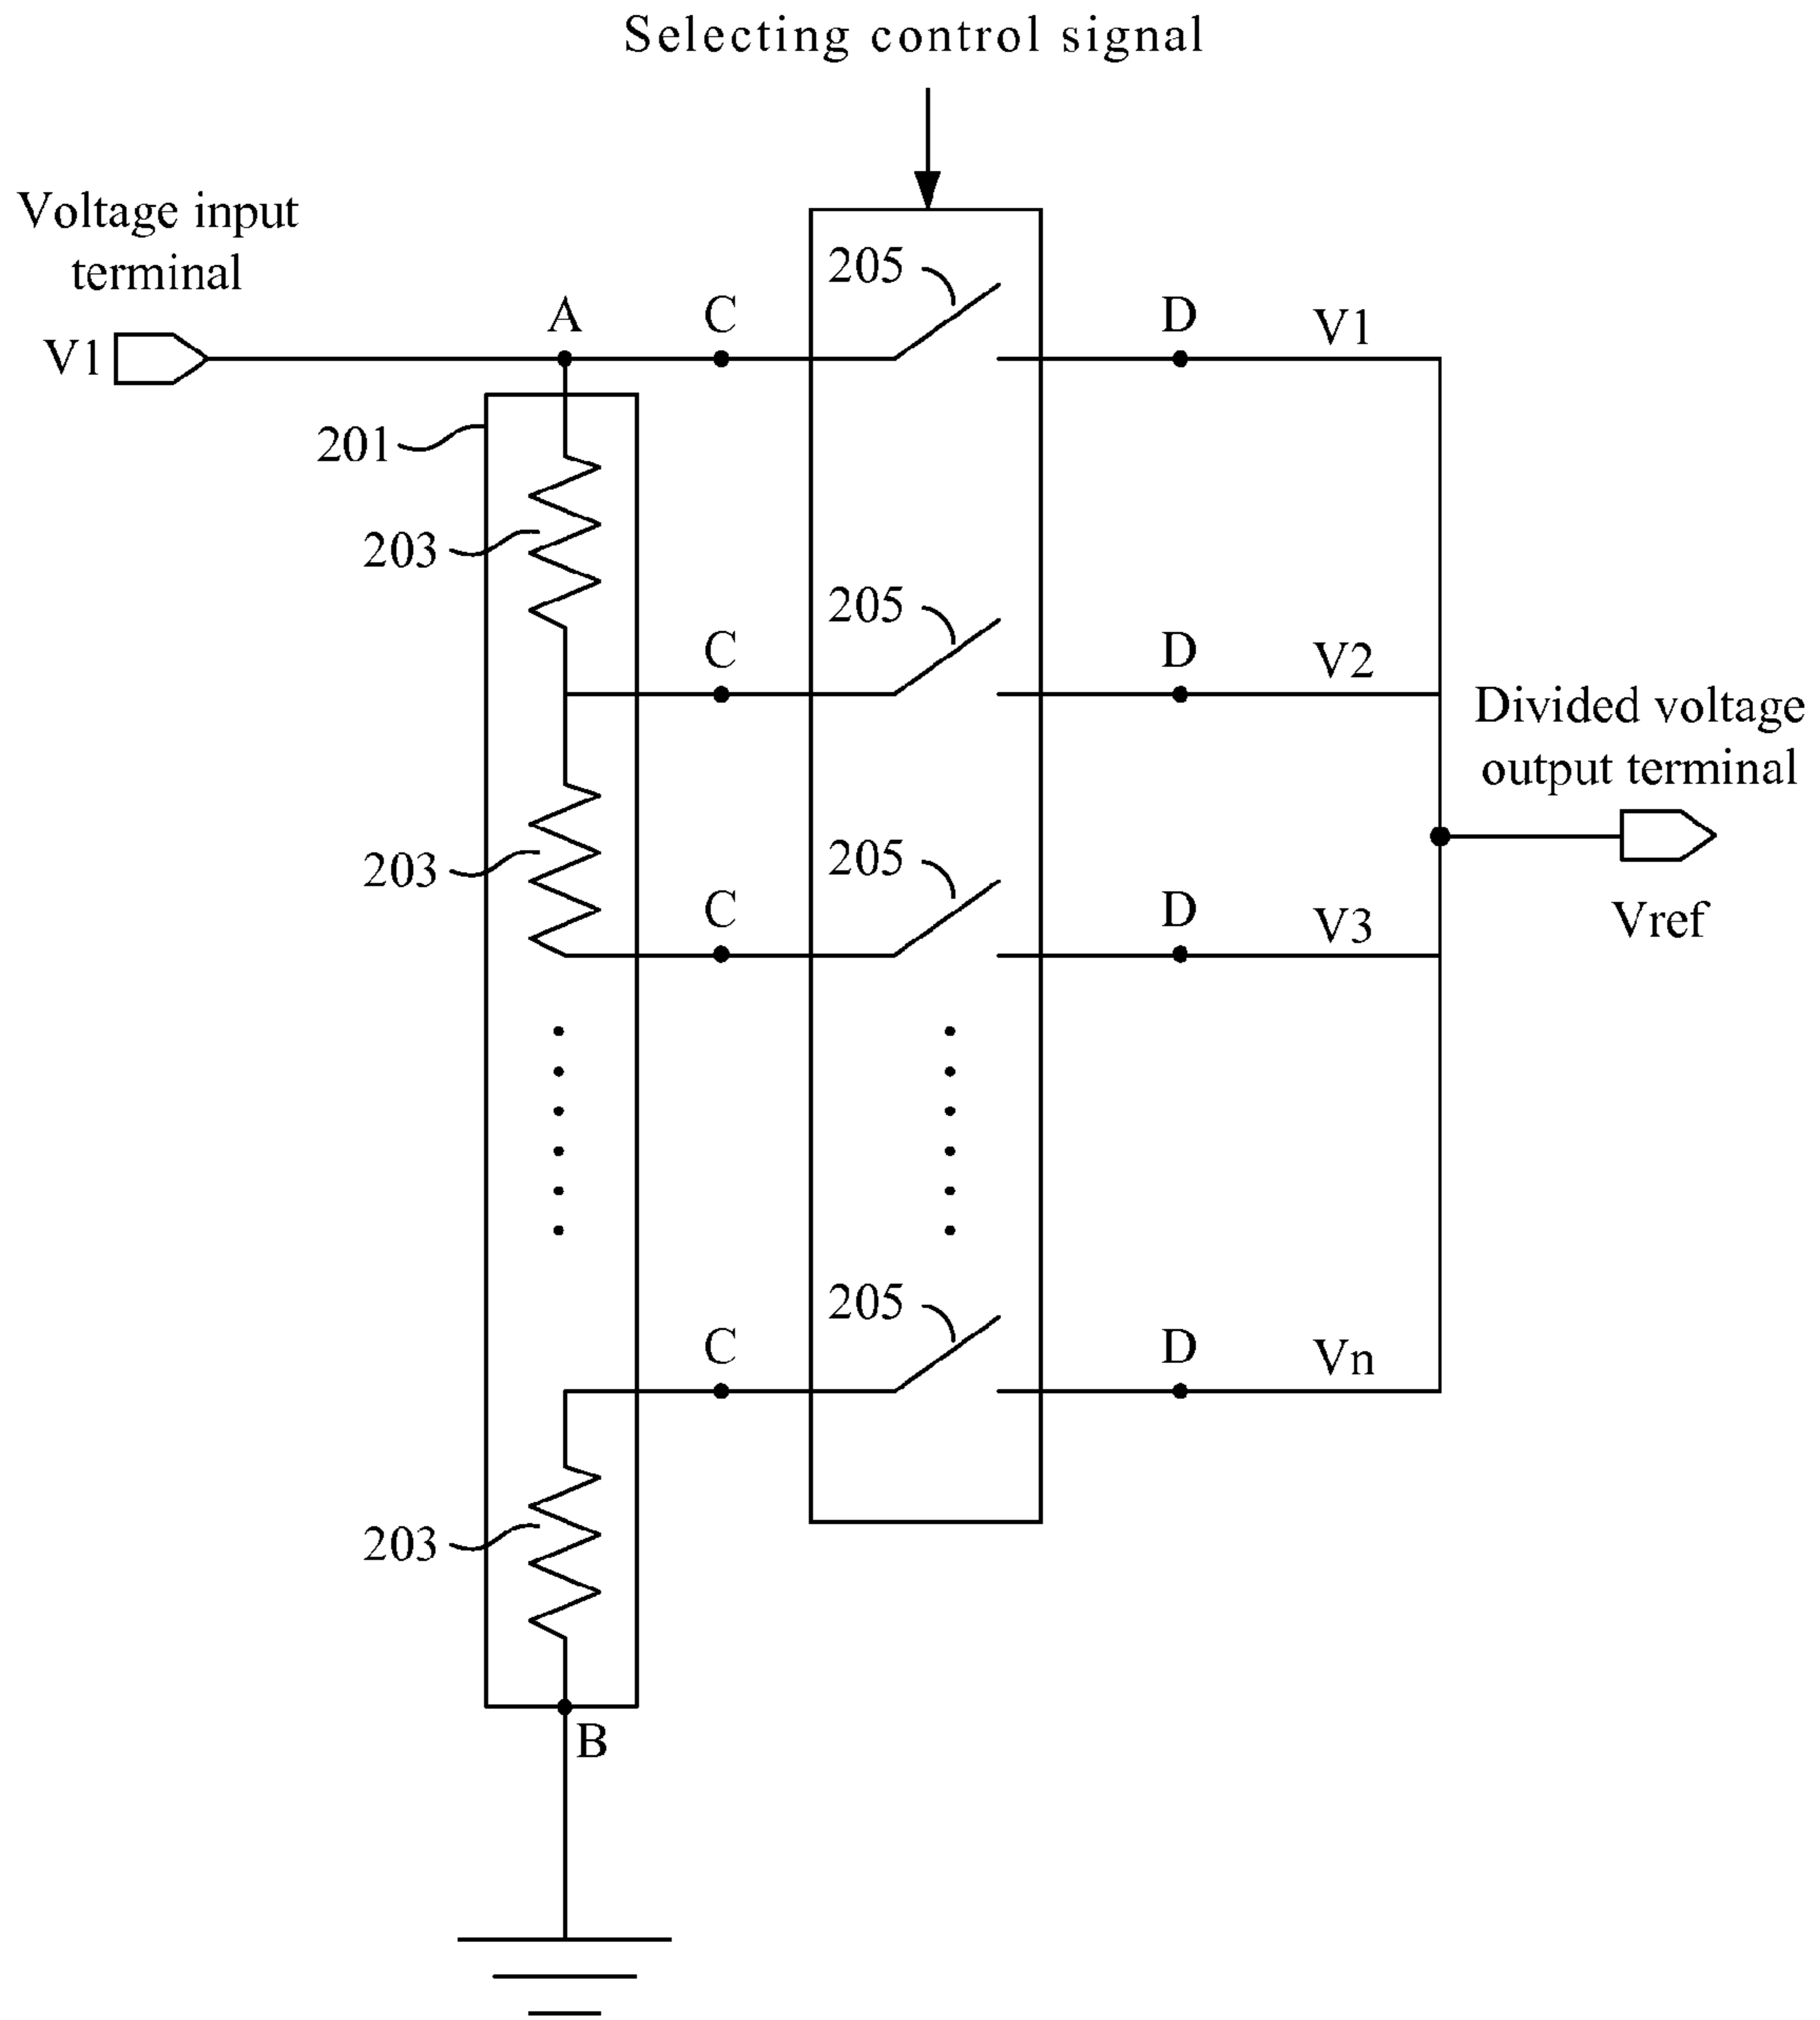 Selecting control signal
Voltage input
terminal
V1
A
C
205
D
V1
201
203
C
205
D
V2
Divided voltage
output terminal
Vref
203
C
205
D
V3
C
205
D
Vn
203
B